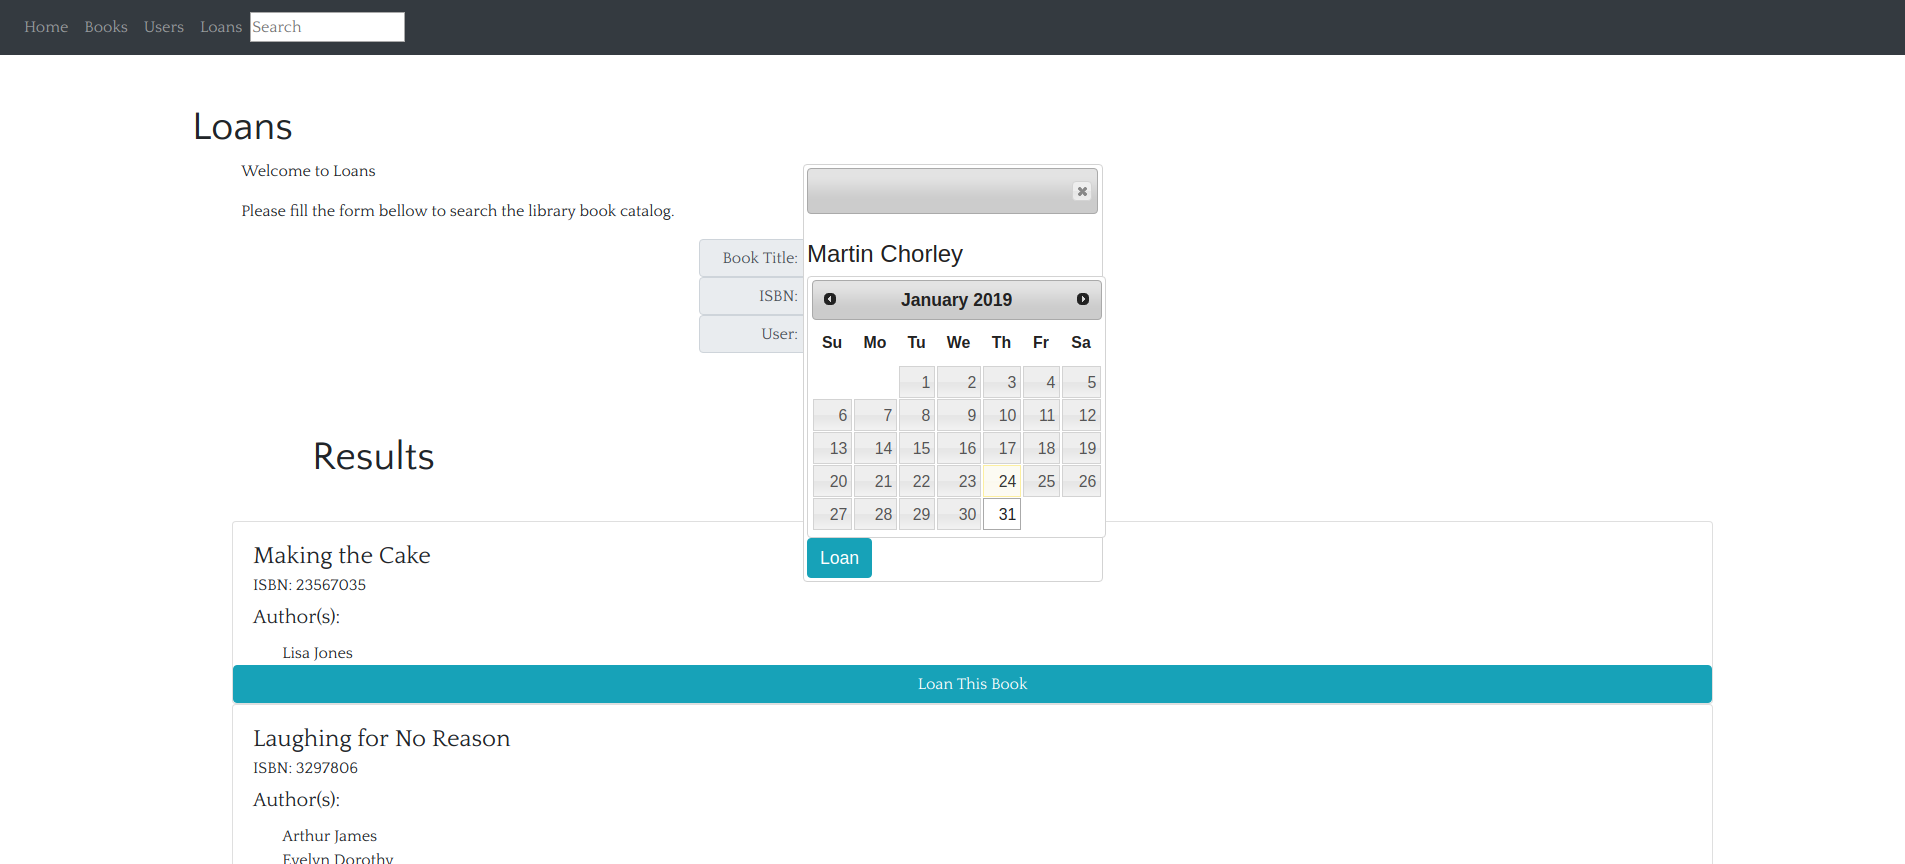 Home Books Users Loans Search
Loans
Welcome to Loans
Please fill the form bellow to search the library book catalog.
Book Title:
ISBN:
User:
Martin Chorley
January 2019
Su Mo Tu We Th Fr Sa
1 2 3 4 5
6 7 8 9 10 11 12
13 14 15 16 17 18 19
20 21 22 23 24 25 26
27 28 29 30 31
Loan
Results
Making the Cake
ISBN: 23567035
Author(s):
Lisa Jones
Loan This Book
Laughing for No Reason
ISBN: 3297806
Author(s):
Arthur James
Evelyn Dorothy